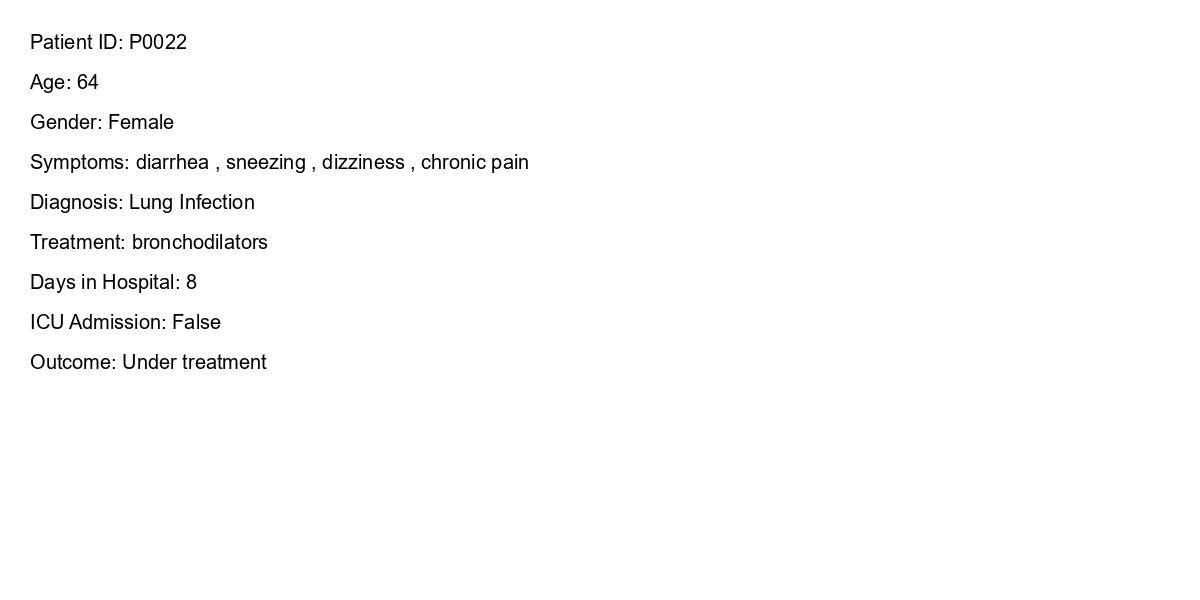 Patient ID: P0022
Age: 64
Gender: Female
Symptoms: diarrhea , sneezing , dizziness , chronic pain
Diagnosis: Lung Infection
Treatment: bronchodilators
Days in Hospital: 8
ICU Admission: False
Outcome: Under treatment